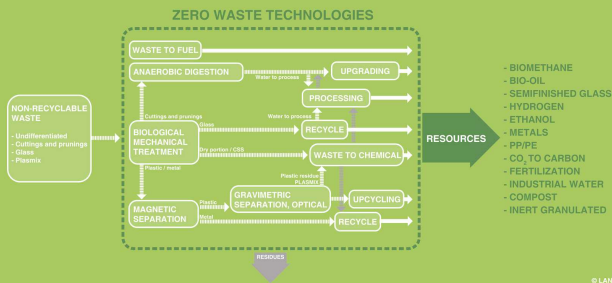 ZERO WASTE TECHNOLOGIES
WASTE TO FUEL
ANAEROBIC DIGESTION
Water to process
UPGRADING
PROCESSING
NON-RECYCLABLE
WASTE
- Undifferentiated
- Cuttings and prunings
- Glass
- Plasmix
Cuttings and prunings
BIOLOGICAL
MECHANICAL
TREATMENT
Glass
Water to process
RECYCLE
Dry portion / CSS
WASTE TO CHEMICAL
Plastic / metal
Plastic residue
PLASMIX
MAGNETIC
SEPARATION
Plastic
GRAVIMETRIC
SEPARATION, OPTICAL
UPCYCLING
Metal
RECYCLE
RESIDUES
RESOURCES
- BIOMETHANE
- BIO-OIL
- SEMIFINISHED GLASS
- HYDROGEN
- ETHANOL
- METALS
- PP/PE
- CO₂ TO CARBON
- FERTILIZATION
- INDUSTRIAL WATER
- COMPOST
- INERT GRANULATED
© LAN